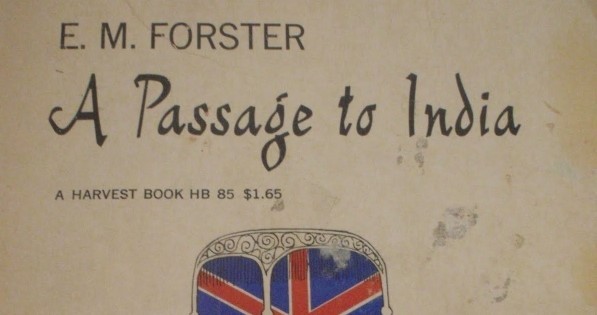 E. M. FORSTER
A Passage to India
A HARVEST BOOK HB 85 $1.65